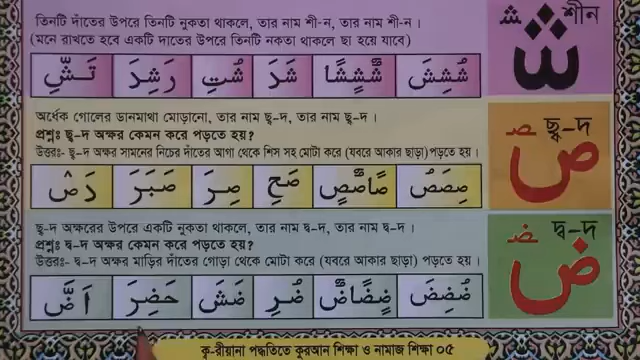 তিনটি দাঁতের উপরে তিনটি নুকতা থাকলে, তার নাম শী-ন, তার নাম শী-ন।
(মনে রাখতে হবে একটি দাতের উপরে তিনটি নকতা থাকলে ছা হয়ে যাবে)
شُشِشَ شًشٍشًا شَرَ شُتِ رَشِدَ تَشِّ
شـ শীন
ش
অর্ধেক গোলের ডানমাথা মোড়ানো, তার নাম ছ্ব-দ, তার নাম ছ্ব-দ।
প্রশ্নঃ ছ্ব-দ অক্ষর কেমন করে পড়তে হয়?
উত্তরঃ- ছ্ব-দ অক্ষর সামনের নিচের দাঁতের আগা থেকে শিস সহ মোটা করে (যবরে আকার ছাড়া) পড়তে হয়।
صَحِ صِرَ صَبَرَ
صـ ছ্ব-দ
ص
ছ্ব-দ অক্ষরের উপরে একটি নুকতা থাকলে, তার নাম দ্ব-দ, তার নাম দ্ব-দ।
প্রশ্নঃ দ্ব-দ অক্ষর কেমন করে পড়তে হয়?
উত্তরঃ- দ্ব-দ অক্ষর মাড়ির দাঁতের গোড়া থেকে মোটা করে (যবরে আকার ছাড়া) পড়তে হয়।
ضُرِ ضَشَ حَضِرَ اَضَّ
ضـ দ্ব-দ
ض
ক্বু-রীয়ানা পদ্ধতিতে কুরআন শিক্ষা ও নামাজ শিক্ষা ০৫